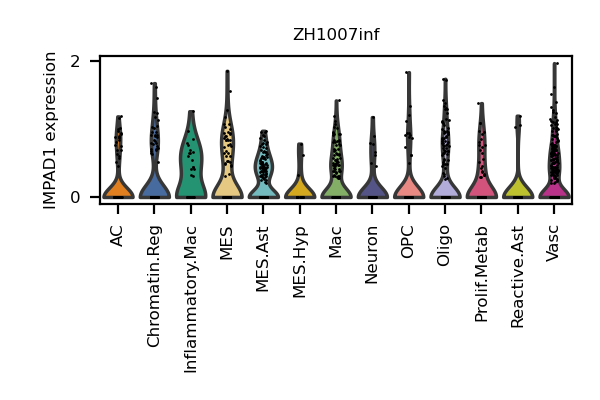 ZH1007inf
IMPAD1 expression
2
0
AC
Chromatin.Reg
Inflammatory.Mac
MES
MES.Ast
MES.Hyp
Mac
Neuron
OPC
Oligo
Prolif.Metab
Reactive.Ast
Vasc